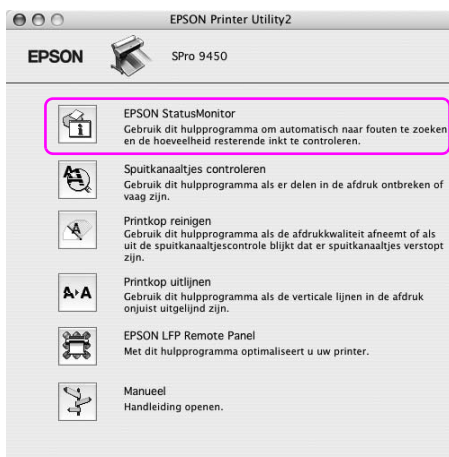 EPSON Printer Utility2
EPSON
SPro 9450
EPSON StatusMonitor
Gebruik dit hulpprogramma om automatisch naar fouten te zoeken
en de hoeveelheid resterende inkt te controleren.
Spuitkanaaltjes controleren
Gebruik dit hulpprogramma als er delen in de afdruk ontbreken of
vaag zijn.
Printkop reinigen
Gebruik dit hulpprogramma als de afdrukkwaliteit afneemt of als
uit de spuitkanaaltjescontrole blijkt dat er spuitkanaaltjes verstopt
zijn.
Printkop uitlijnen
Gebruik dit hulpprogramma als de verticale lijnen in de afdruk
onjuist uitgelijnd zijn.
EPSON LFP Remote Panel
Met dit hulpprogramma optimaliseert u uw printer.
Manueel
Handleiding openen.